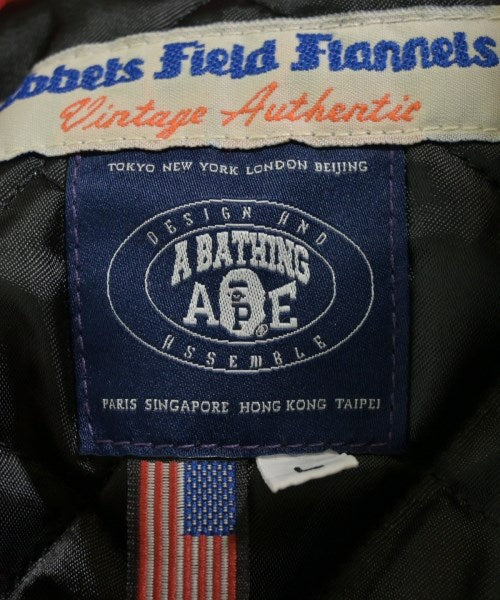 bbets Field Flannels
Vintage Authentic
TOKYO NEW YORK LONDON BEIJING
DESIGN AND
A BATHING
APE®
ASSEMBLE
PARIS SINGAPORE HONG KONG TAIPEI
L